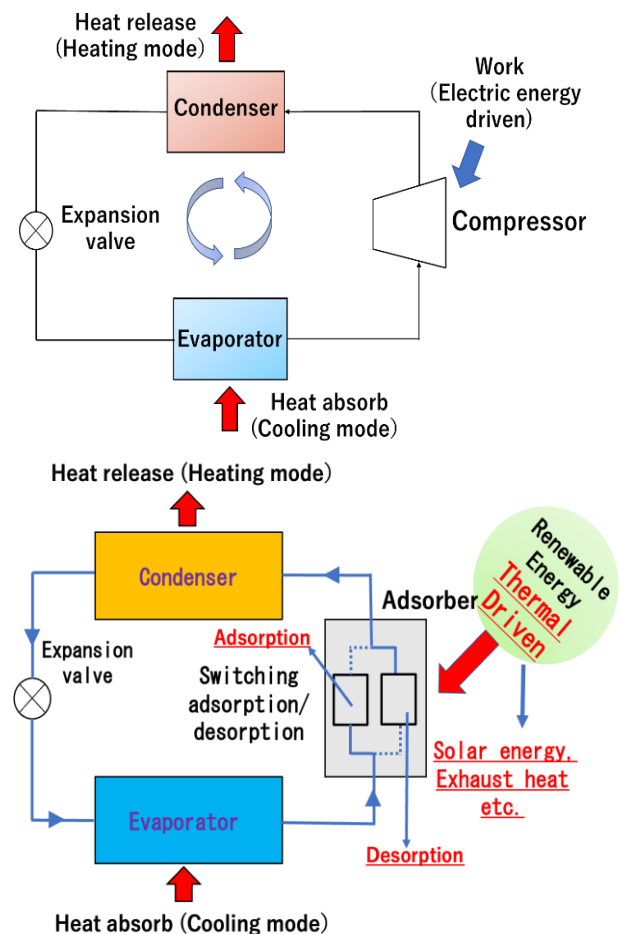 Heat release
(Heating mode)
Condenser
Work
(Electric energy
driven)
Expansion
valve
Compressor
Evaporator
Heat absorb
(Cooling mode)
Heat release (Heating mode)
Condenser
Renewable
Energy
Thermal
Driven
Adsorber
Adsorption
Expansion
valve
Switching
adsorption/
desorption
Solar energy,
Exhaust heat
etc.
Evaporator
Desorption
Heat absorb (Cooling mode)